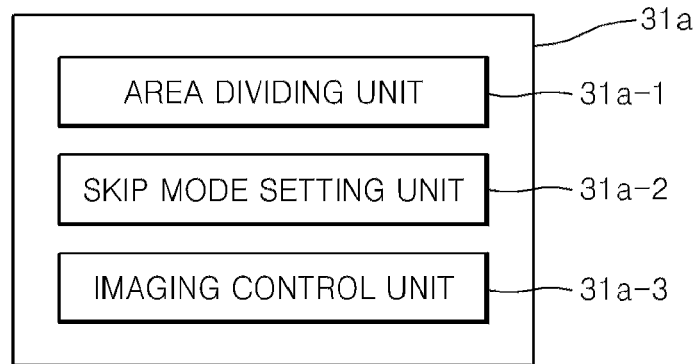 31a
AREA DIVIDING UNIT 31a-1
SKIP MODE SETTING UNIT 31a-2
IMAGING CONTROL UNIT 31a-3